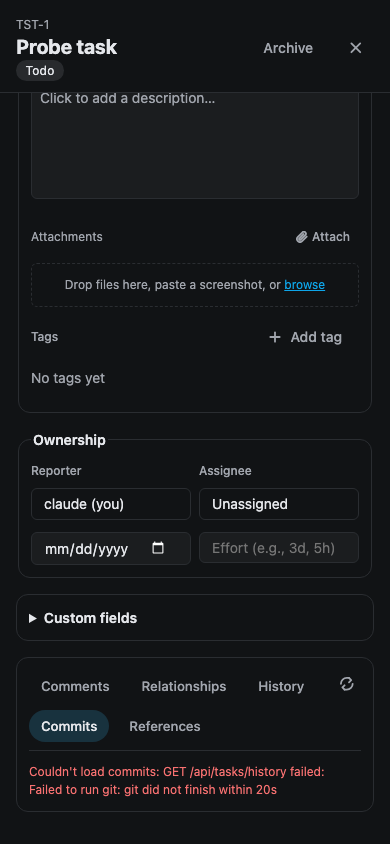 TST-1
Probe task
Archive
Todo
Click to add a description...
Attachments
Attach
Drop files here, paste a screenshot, or browse
Tags
Add tag
No tags yet
Ownership
Reporter
Assignee
claude (you)
Unassigned
mm/dd/yyyy
Effort (e.g., 3d, 5h)
Custom fields
Comments
Relationships
History
Commits
References
Couldn't load commits: GET /api/tasks/history failed:
Failed to run git: git did not finish within 20s